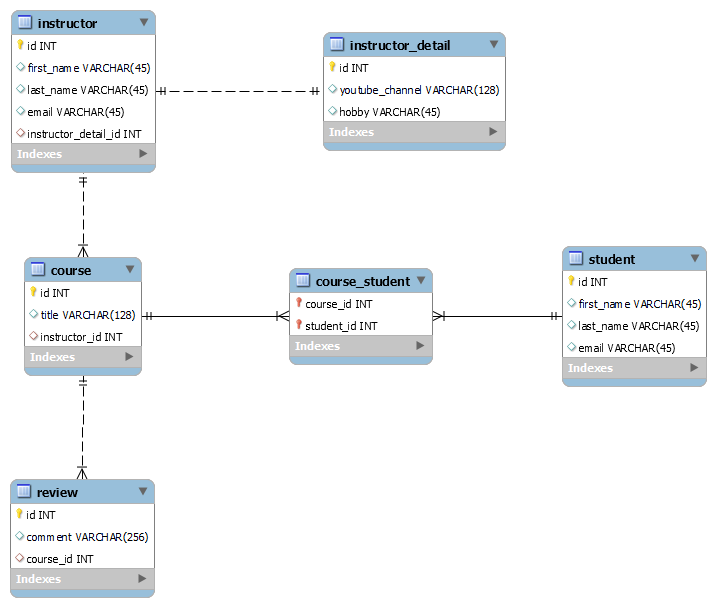 instructor
id INT
first_name VARCHAR(45)
last_name VARCHAR(45)
email VARCHAR(45)
instructor_detail_id INT
Indexes
instructor_detail
id INT
youtube_channel VARCHAR(128)
hobby VARCHAR(45)
Indexes
course
id INT
title VARCHAR(128)
instructor_id INT
Indexes
course_student
course_id INT
student_id INT
Indexes
student
id INT
first_name VARCHAR(45)
last_name VARCHAR(45)
email VARCHAR(45)
Indexes
review
id INT
comment VARCHAR(256)
course_id INT
Indexes